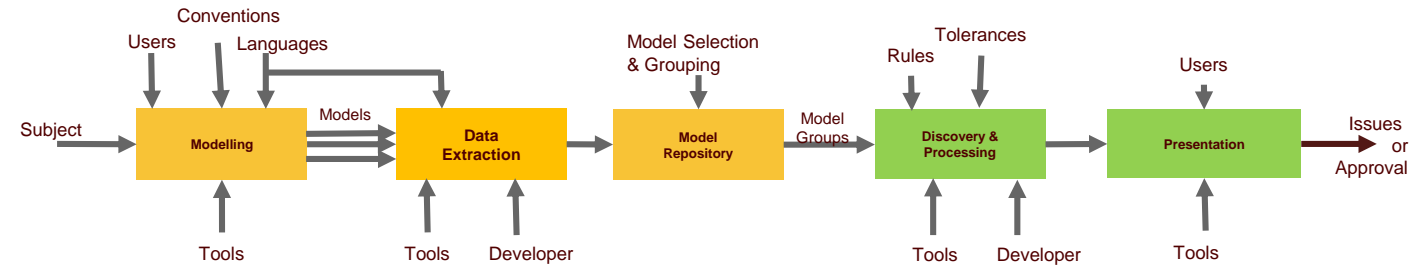 Conventions
Users
Languages
Model Selection
& Grouping
Tolerances
Rules
Users
Subject
Modelling
Models
Data
Extraction
Model
Repository
Model
Groups
Discovery &
Processing
Presentation
Issues
or
Approval
Tools
Tools
Developer
Tools
Developer
Tools